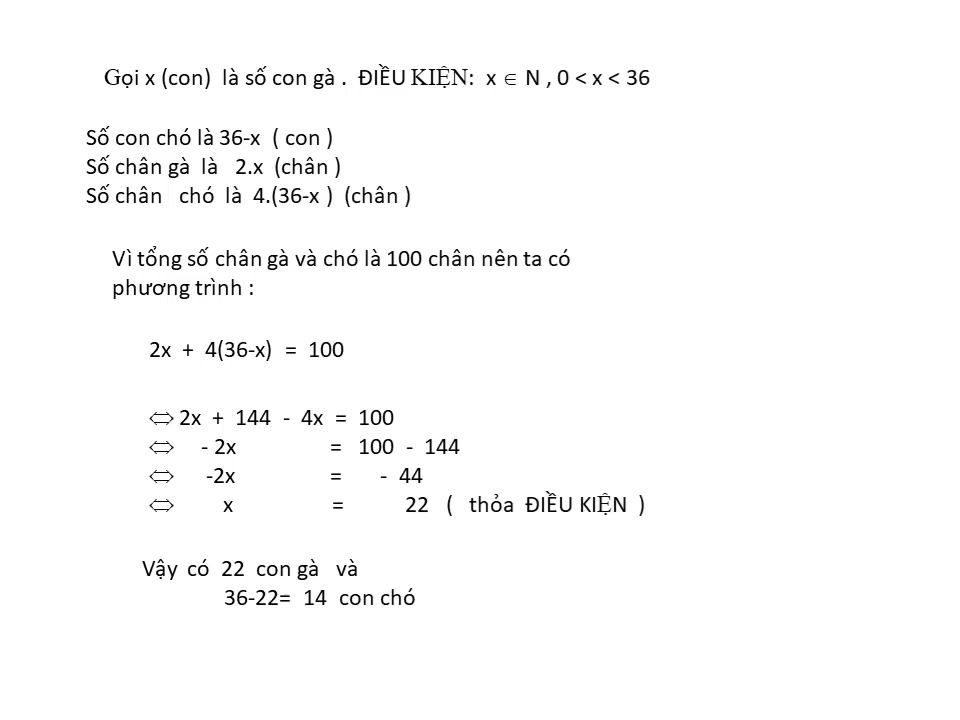 Gọi x (con) là số con gà . ĐIỀU KIỆN: x ∈ N , 0 < x < 36
Số con chó là 36-x ( con )
Số chân gà là 2.x (chân )
Số chân chó là 4.(36-x ) (chân )
Vì tổng số chân gà và chó là 100 chân nên ta có
phương trình :
2x + 4(36-x) = 100
⇔ 2x + 144 - 4x = 100
⇔ - 2x = 100 - 144
⇔ -2x = - 44
⇔ x = 22 ( thỏa ĐIỀU KIỆN )
Vậy có 22 con gà và
36-22= 14 con chó